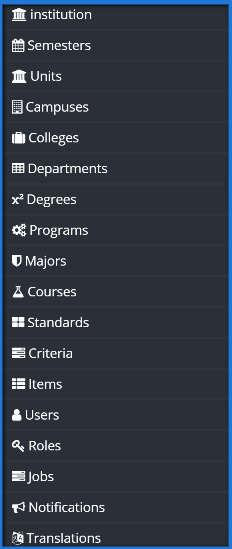 institution
Semesters
Units
Campuses
Colleges
Departments
x² Degrees
Programs
Majors
Courses
Standards
Criteria
Items
Users
Roles
Jobs
Notifications
Translations